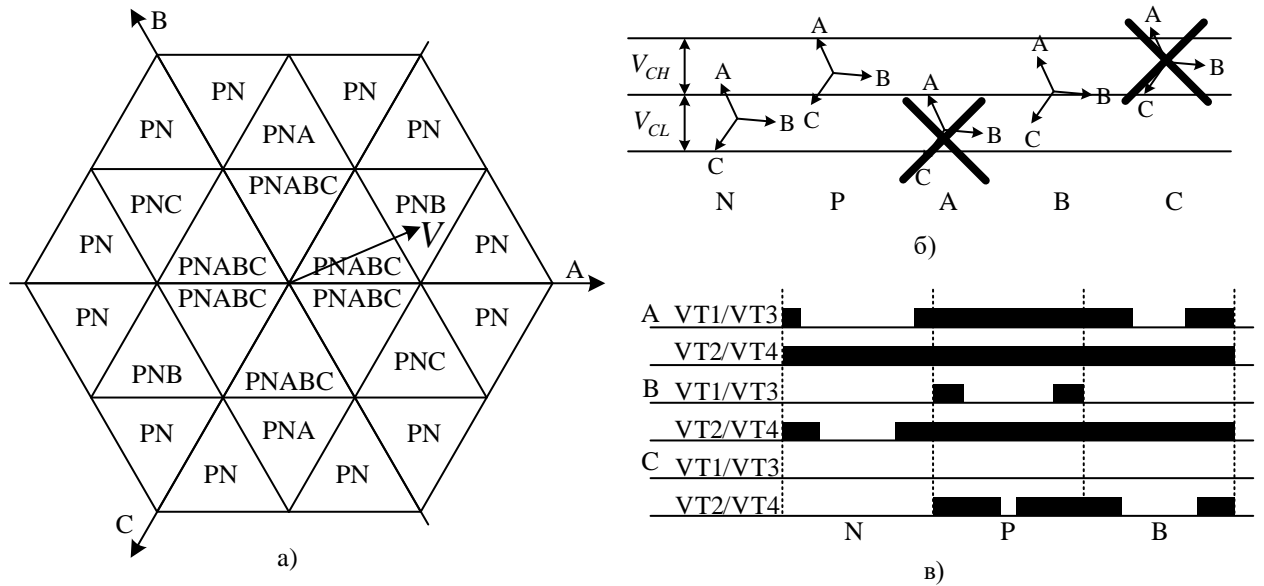 B
PN
PN
PN
PNA
PN
PNC
PNABC
PNB
V
PN
PNABC
PNABC
PN
A
PNABC
PNABC
PN
PN
PNB
PNABC
PNC
PN
PNA
PN
PN
PN
C
а)
V_CH
V_CL
A
B
C
A
B
C
A
B
C
A
B
C
A
B
C
N
P
A
B
C
б)
A VT1/VT3
VT2/VT4
B VT1/VT3
VT2/VT4
C VT1/VT3
VT2/VT4
N
P
B
в)